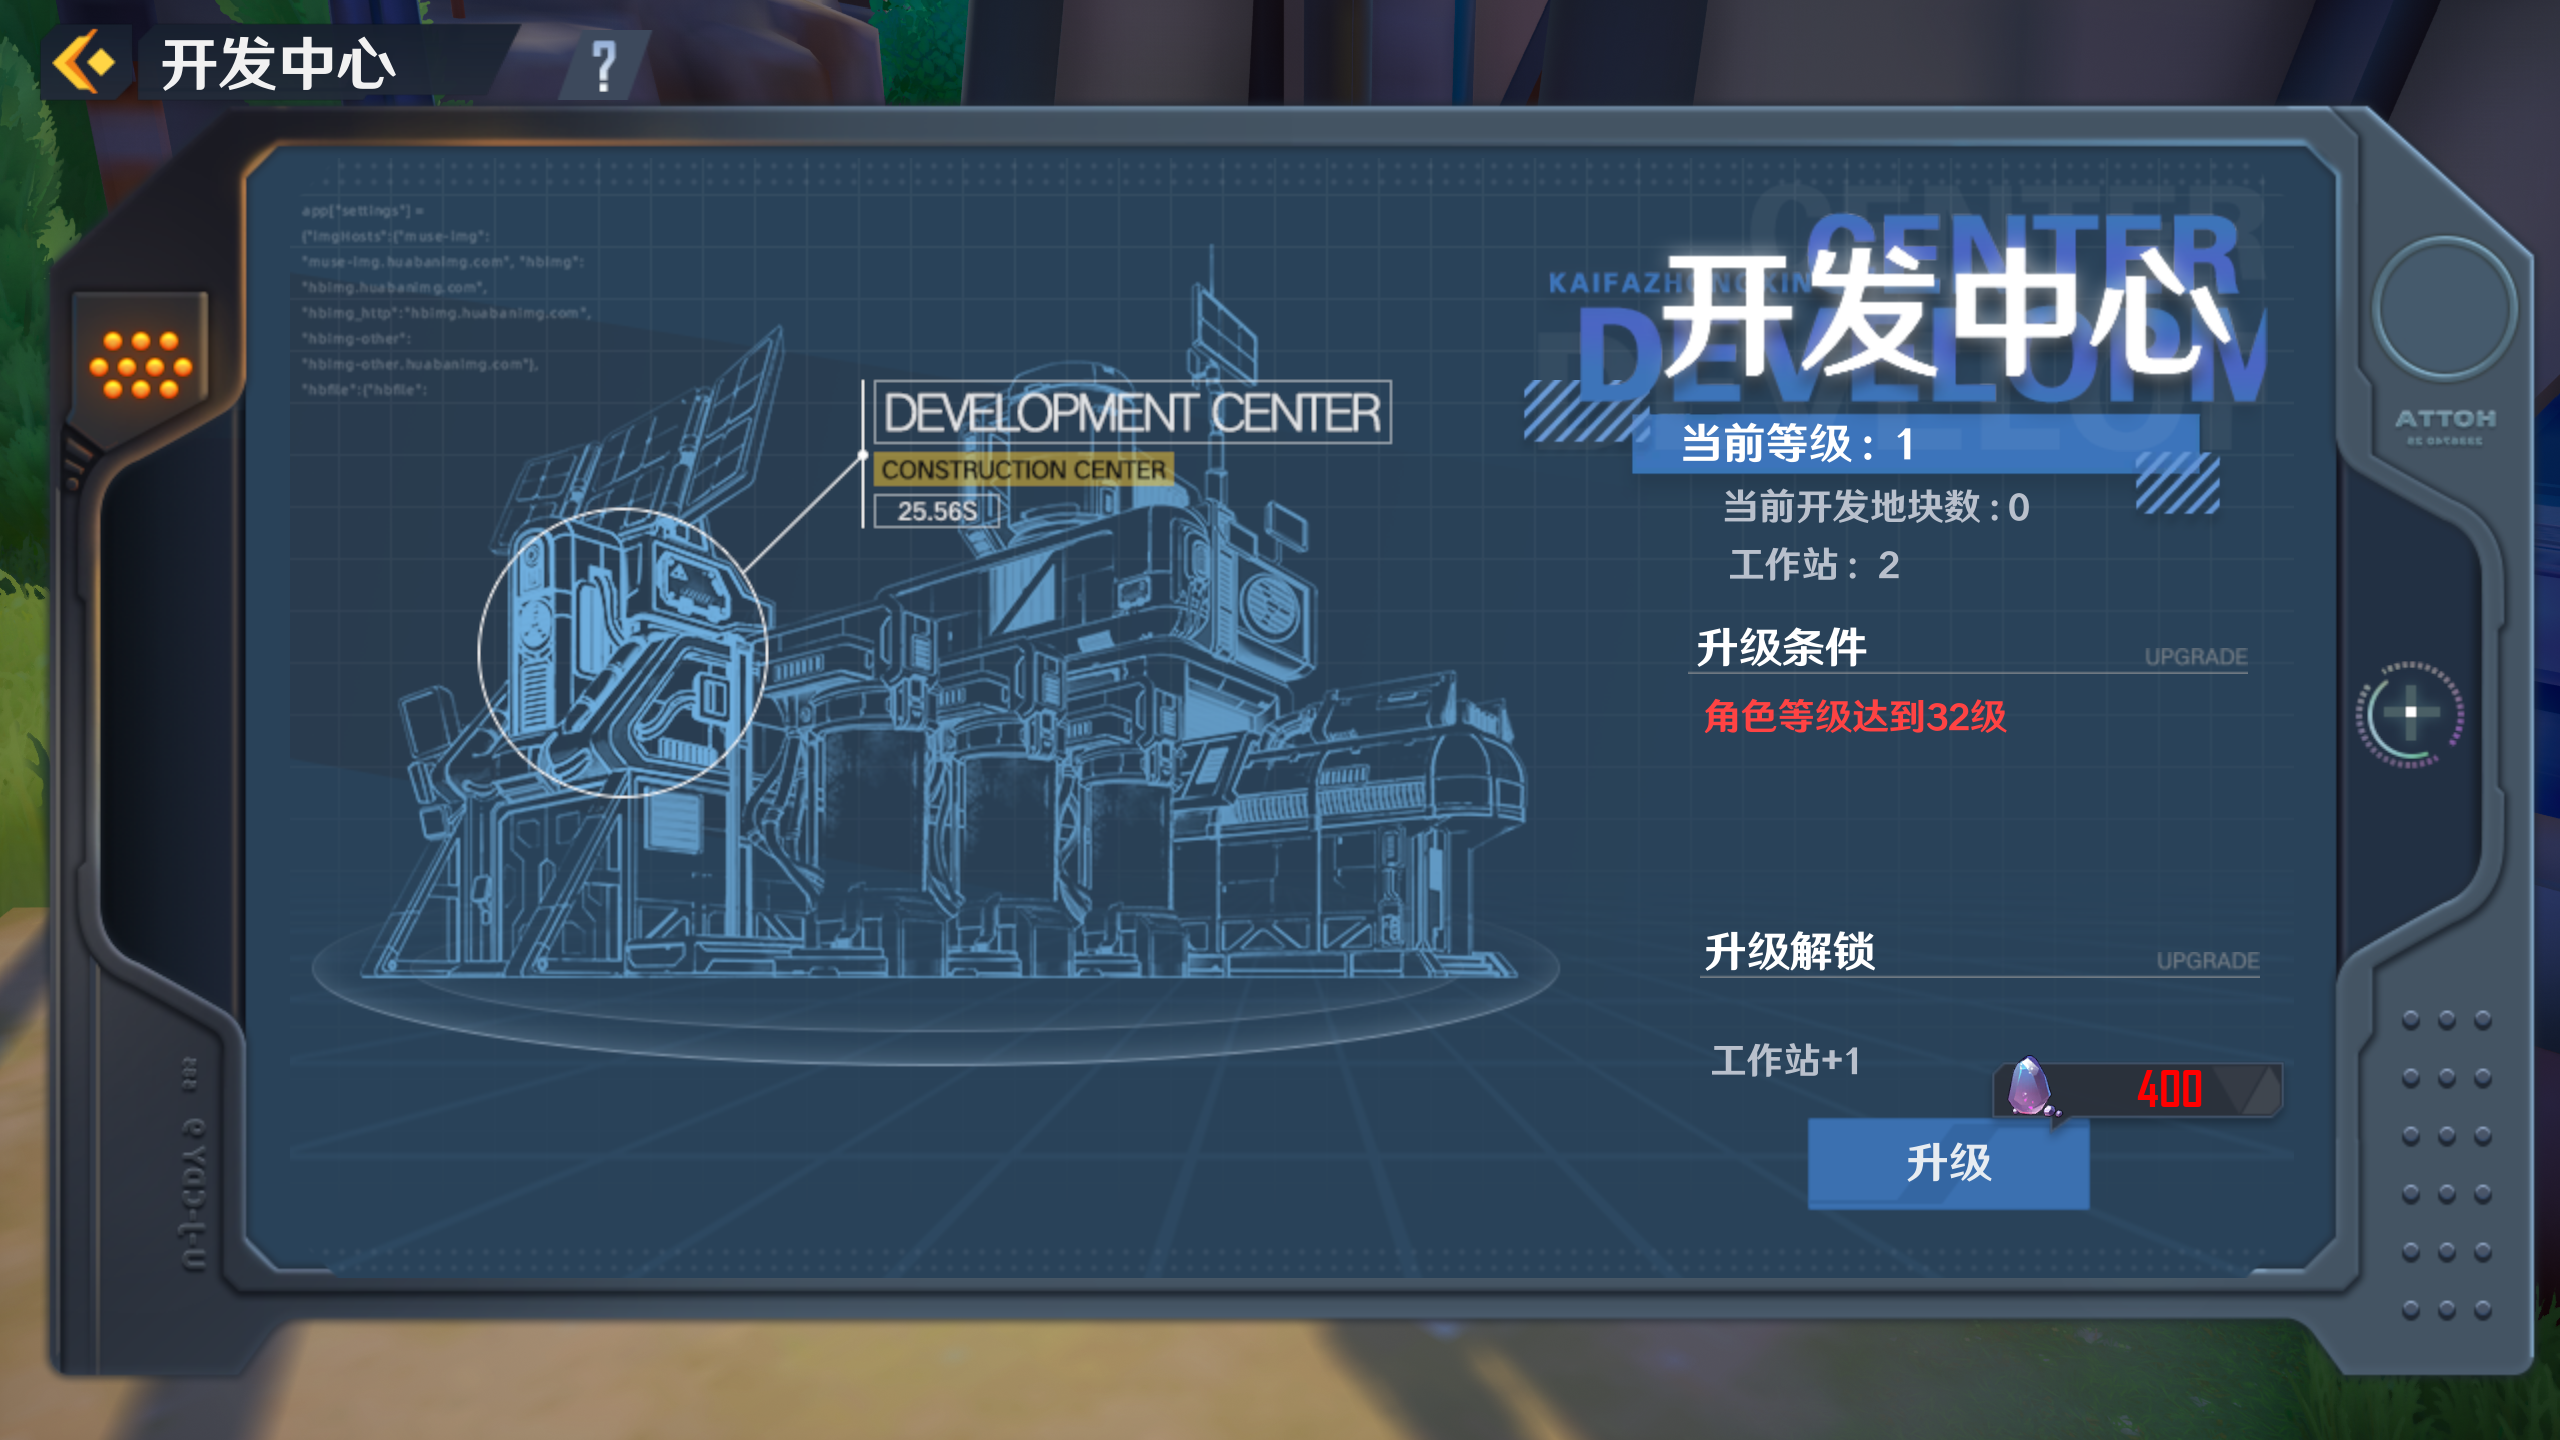 开发中心
?
app["settings"] =
{"imgHosts":{"muse-img":
"muse-img.huabanimg.com", "hbimg":
"hbimg.huabanimg.com",
"hbimg_http":"hbimg.huabanimg.com",
"hbimg-other":
"hbimg-other.huabanimg.com"},
"hbfile":{"hbfile":
DEVELOPMENT CENTER
CONSTRUCTION CENTER
25.56S
CENTER
KAIFAZHONGXIN
开发中心
DEVELOPM
当前等级：1
当前开发地块数：0
工作站：2
升级条件
UPGRADE
角色等级达到32级
升级解锁
UPGRADE
工作站+1
400
升级
ATTOH